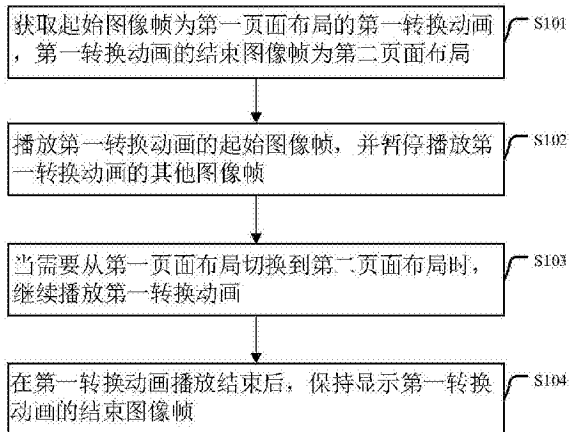 获取起始图像帧为第一页面布局的第一转换动画
，第一转换动画的结束图像帧为第二页面布局
S101
播放第一转换动画的起始图像帧，并暂停播放第
一转换动画的其他图像帧
S102
当需要从第一页面布局切换到第二页面布局时，
继续播放第一转换动画
S103
在第一转换动画播放结束后，保持显示第一转换
动画的结束图像帧
S104